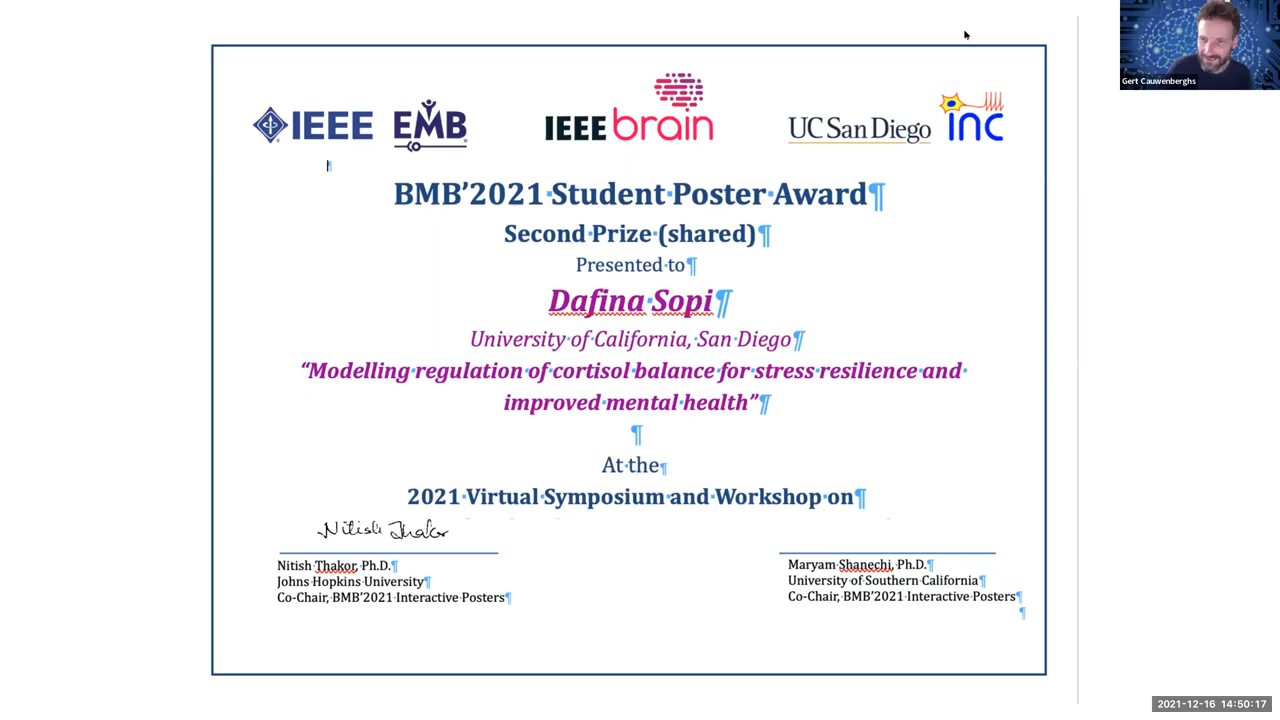 IEEE EMB IEEE brain UC San Diego inc
BMB’2021 Student Poster Award¶
Second Prize (shared)¶
Presented to¶
Dafina Sopi¶
University of California, San Diego¶
“Modelling regulation of cortisol balance for stress resilience and
improved mental health”¶
¶
At the¶
2021 Virtual Symposium and Workshop on¶
Nitish Thakor
Nitish Thakor, Ph.D.¶
Johns Hopkins University¶
Co-Chair, BMB’2021 Interactive Posters¶
Maryam Shanechi, Ph.D.¶
University of Southern California¶
Co-Chair, BMB’2021 Interactive Posters¶
¶
Gert Cauwenberghs
2021-12-16 14:50:17